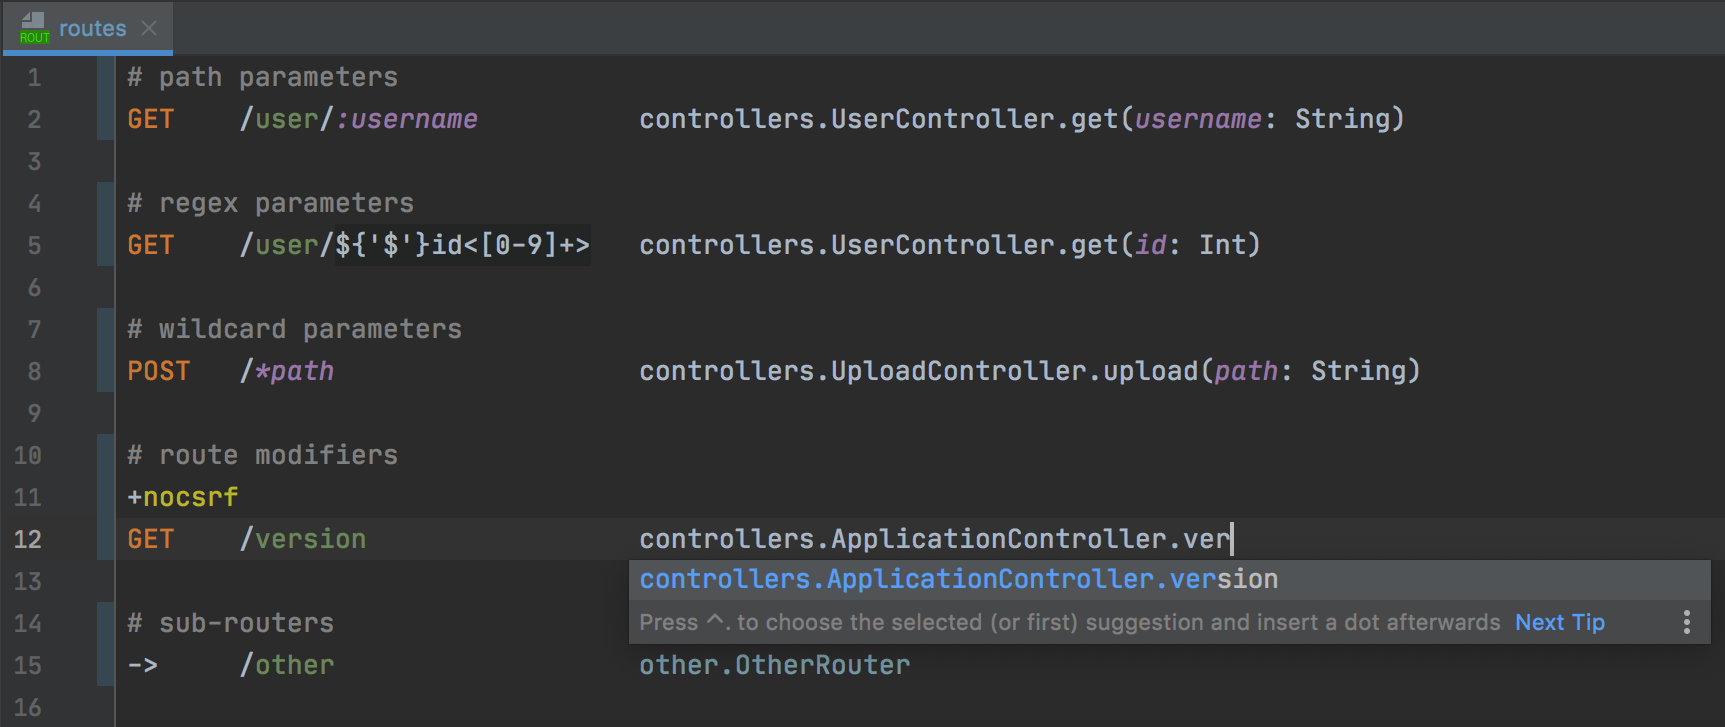 ROUT routes
1 # path parameters
2 GET /user/:username controllers.UserController.get(username: String)
3
4 # regex parameters
5 GET /user/${'$'}id<[0-9]+> controllers.UserController.get(id: Int)
6
7 # wildcard parameters
8 POST /*path controllers.UploadController.upload(path: String)
9
10 # route modifiers
11 +nocsrf
12 GET /version controllers.ApplicationController.ver
controllers.ApplicationController.version
13
Press ^. to choose the selected (or first) suggestion and insert a dot afterwards Next Tip
14 # sub-routers
15 -> /other other.OtherRouter
16